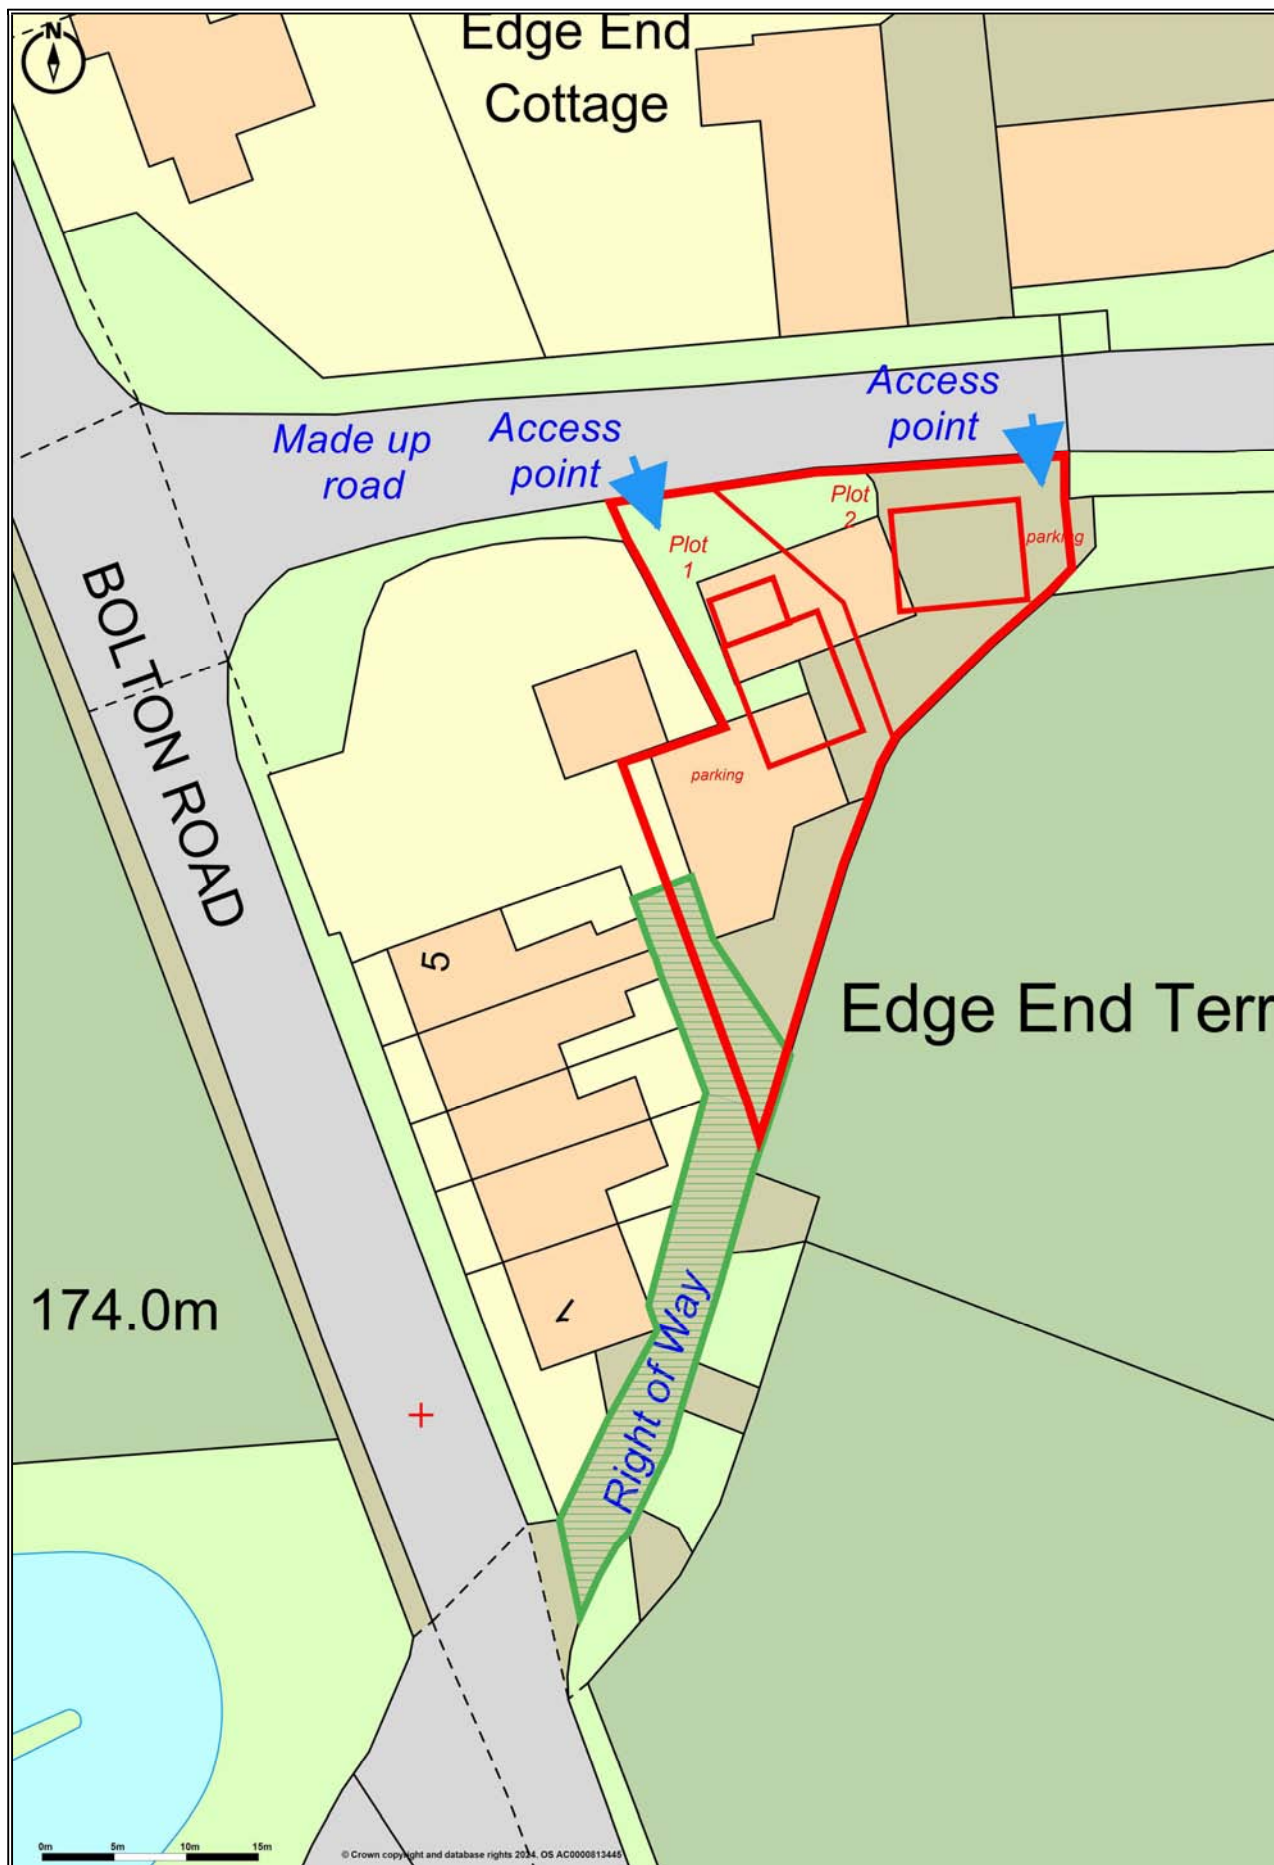 N
Edge End
Cottage
Access
point
Made up
road
Access
point
Plot
2
Plot
1
parking
BOLTON ROAD
parking
5
Edge End Terr
1
174.0m
Right of Way
0m 5m 10m 15m
© Crown copyright and database rights 2024. OS AC0000813445